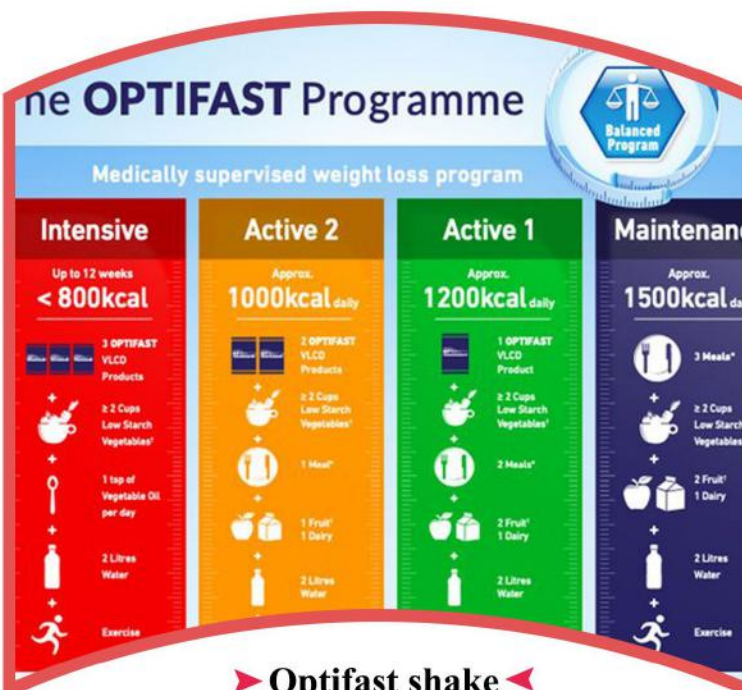 he OPTIFAST Programme
Balanced
Program
Medically supervised weight loss program
Intensive
Up to 12 weeks
< 800kcal
3 OPTIFAST
VLCD
Products
+
≥ 2 Cups
Low Starch
Vegetables†
+
1 tsp of
Vegetable Oil
per day
+
2 Litres
Water
+
Exercise
Active 2
Approx.
1000kcal daily
2 OPTIFAST
VLCD
Products
+
≥ 2 Cups
Low Starch
Vegetables†
+
1 Meal*
+
1 Fruit†
1 Dairy
+
2 Litres
Water
+
Active 1
Approx.
1200kcal daily
1 OPTIFAST
VLCD
Product
+
≥ 2 Cups
Low Starch
Vegetables†
+
2 Meals*
+
2 Fruit†
1 Dairy
+
2 Litres
Water
+
Maintenanc
Approx.
1500kcal da
3 Meals*
+
≥ 2 Cups
Low Starch
Vegetables
+
2 Fruit†
1 Dairy
+
2 Litres
Water
+
Exercise
➤ Optifast shake ➤